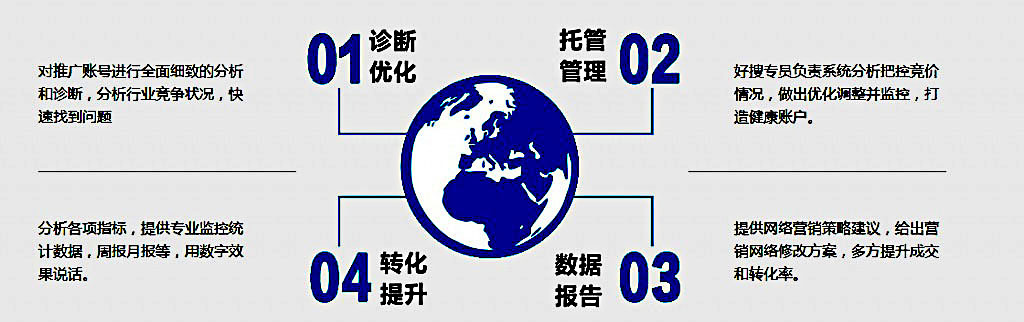 01
诊断
优化
对推广账号进行全面细致的分析
和诊断，分析行业竞争状况，快
速找到问题
托管
管理
02
好搜专员负责系统分析把控竞价
情况，做出优化调整并监控，打
造健康账户。
分析各项指标，提供专业监控统
计数据，周报月报等，用数字效
果说话。
04
转化
提升
数据
报告
03
提供网络营销策略建议，给出营
销网络修改方案，多方提升成交
和转化率。